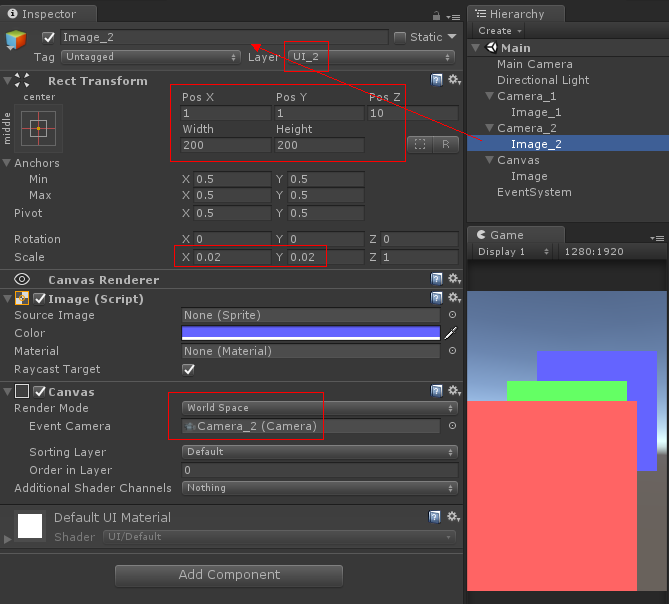 Inspector
Image_2
Static
Tag Untagged
Layer UI_2
Rect Transform
center
middle
Pos X Pos Y Pos Z
1 1 10
Width Height
200 200
R
Anchors
Min X 0.5 Y 0.5
Max X 0.5 Y 0.5
Pivot X 0.5 Y 0.5
Rotation X 0 Y 0 Z 0
Scale X 0.02 Y 0.02 Z 1
Canvas Renderer
Image (Script)
Source Image None (Sprite)
Color
Material None (Material)
Raycast Target
Canvas
Render Mode World Space
Event Camera Camera_2 (Camera)
Sorting Layer Default
Order in Layer 0
Additional Shader Channels Nothing
Default UI Material
Shader UI/Default
Add Component
Hierarchy
Create
Main
Main Camera
Directional Light
Camera_1
Image_1
Camera_2
Image_2
Canvas
Image
EventSystem
Game
Display 1 1280:1920